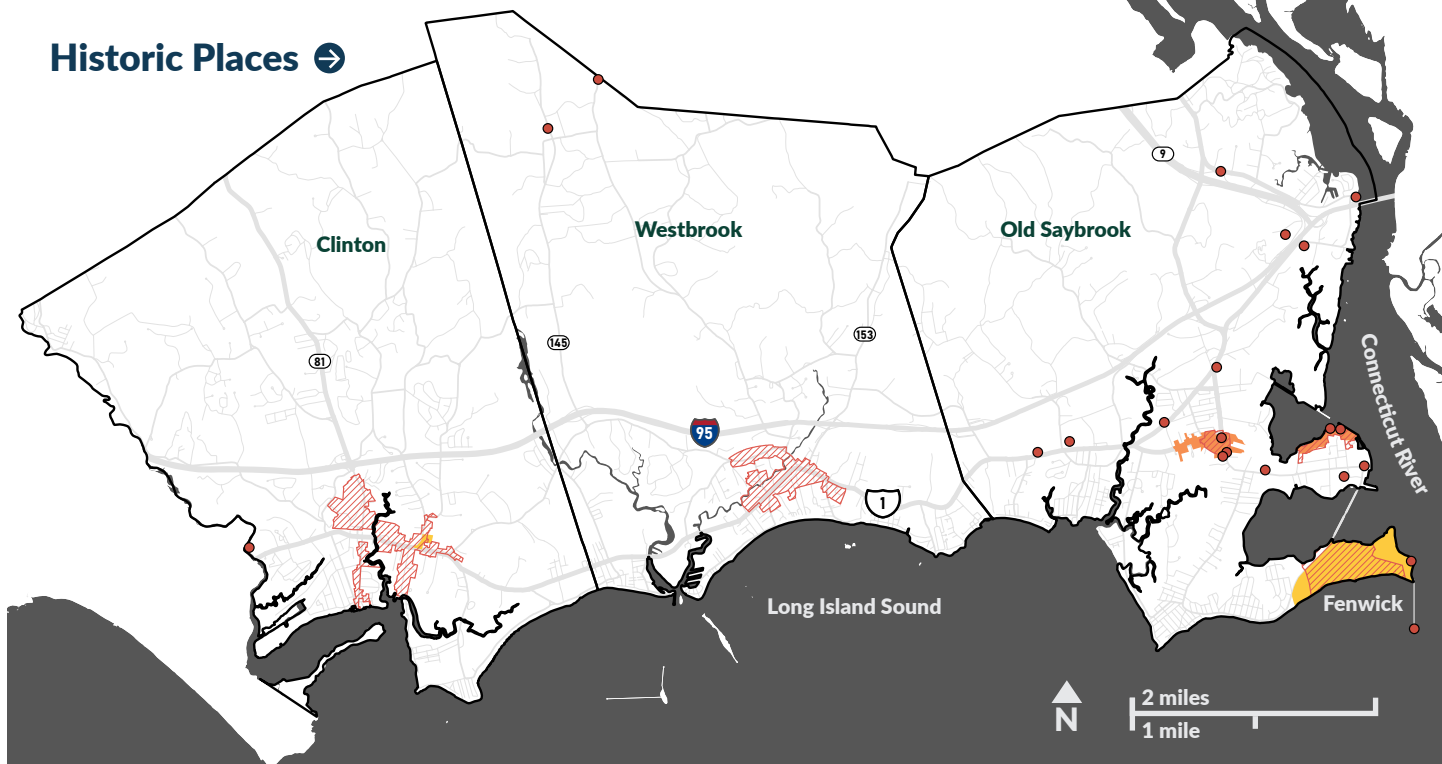 Historic Places
9
Westbrook
Old Saybrook
Clinton
153
145
81
Connecticut River
95
1
Long Island Sound
Fenwick
2 miles
N
1 mile